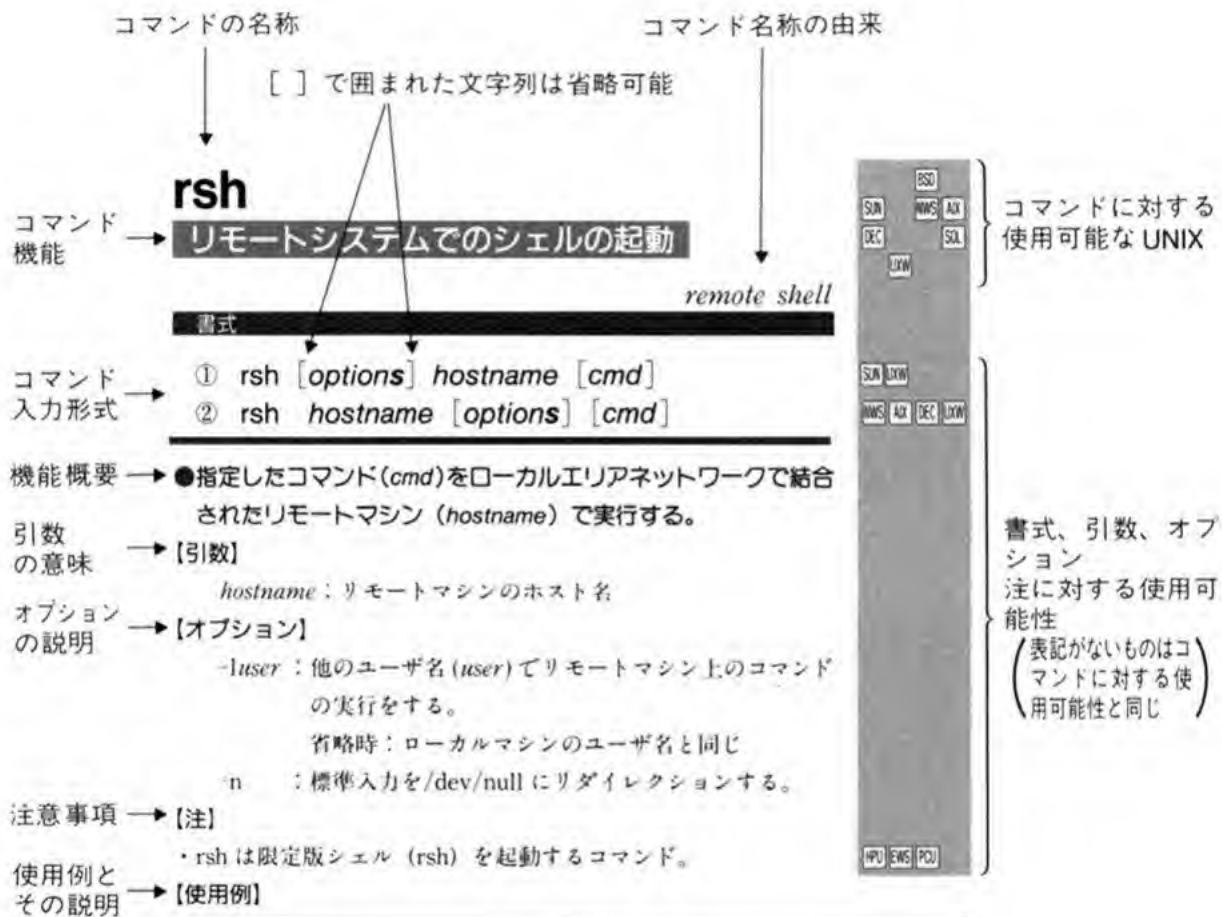 コマンドの名称
コマンド名称の由来
[ ] で囲まれた文字列は省略可能
rsh
コマンド
機能
リモートシステムでのシェルの起動
remote shell
BSD
SUN NWS AIX
DEC SOL
UXW
コマンドに対する
使用可能な UNIX
書式
コマンド
入力形式
① rsh [options] hostname [cmd]
② rsh hostname [options] [cmd]
SUN UXW
NWS AIX DEC UXW
機能概要
●指定したコマンド(cmd)をローカルエリアネットワークで結合
されたリモートマシン (hostname) で実行する。
引数
の意味
【引数】
hostname：リモートマシンのホスト名
オプション
の説明
【オプション】
-luser ：他のユーザ名(user)でリモートマシン上のコマンド
の実行をする。
省略時：ローカルマシンのユーザ名と同じ
-n ：標準入力を/dev/null にリダイレクションする。
書式、引数、オプ
ション
注に対する使用可
能性
(表記がないものはコ
マンドに対する使
用可能性と同じ)
注意事項
【注】
・rsh は限定版シェル (rsh) を起動するコマンド。
HPU EWS PCU
使用例と
その説明
【使用例】